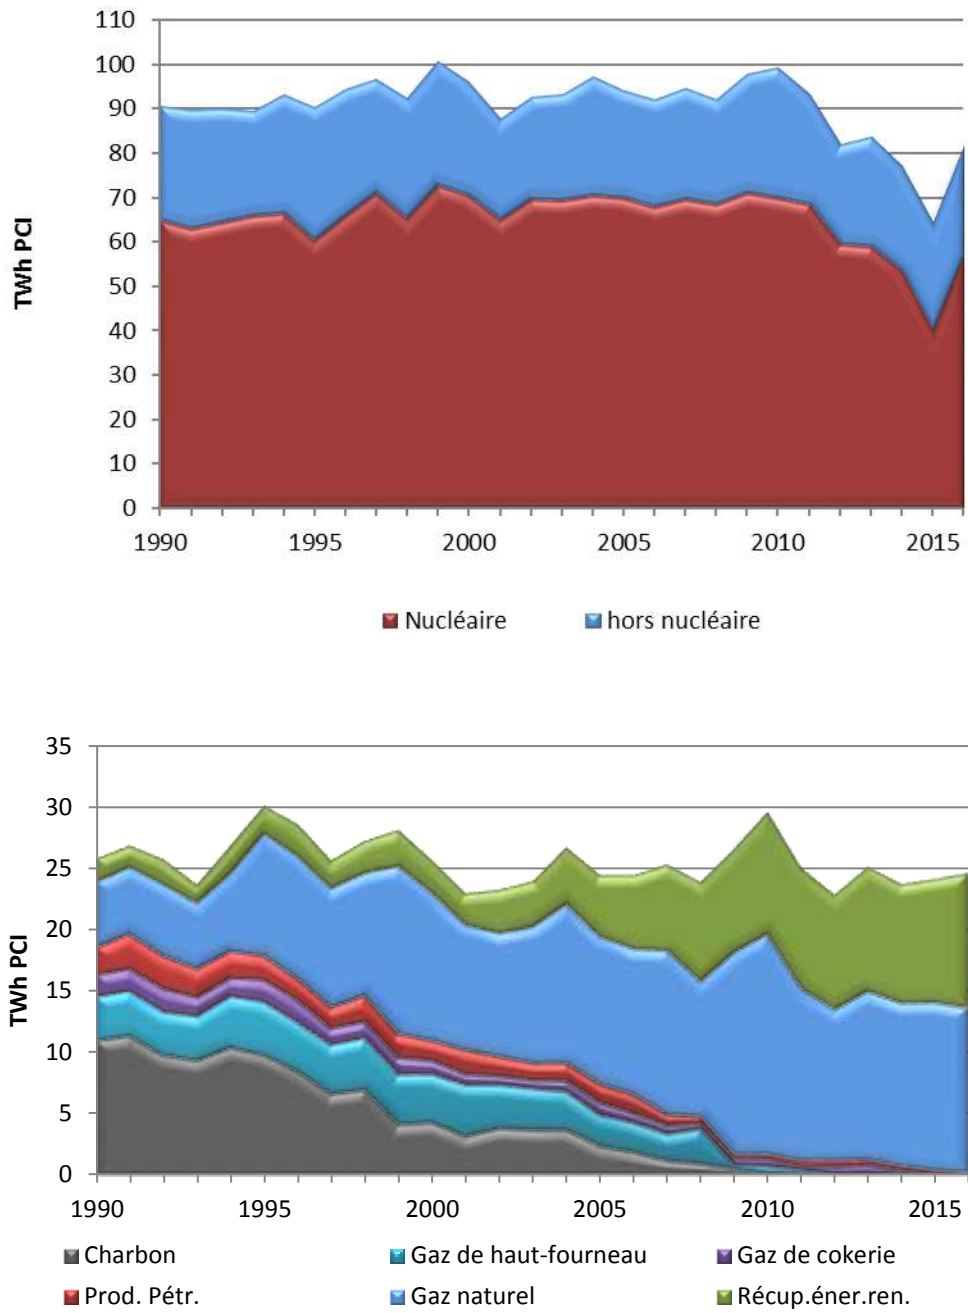 110
100
90
80
70
60
50
40
30
20
10
0
TWh PCI
1990 1995 2000 2005 2010 2015
Nucléaire hors nucléaire
35
30
25
20
15
10
5
0
TWh PCI
1990 1995 2000 2005 2010 2015
Charbon Gaz de haut-fourneau Gaz de cokerie
Prod. Pétr. Gaz naturel Récup.éner.ren.